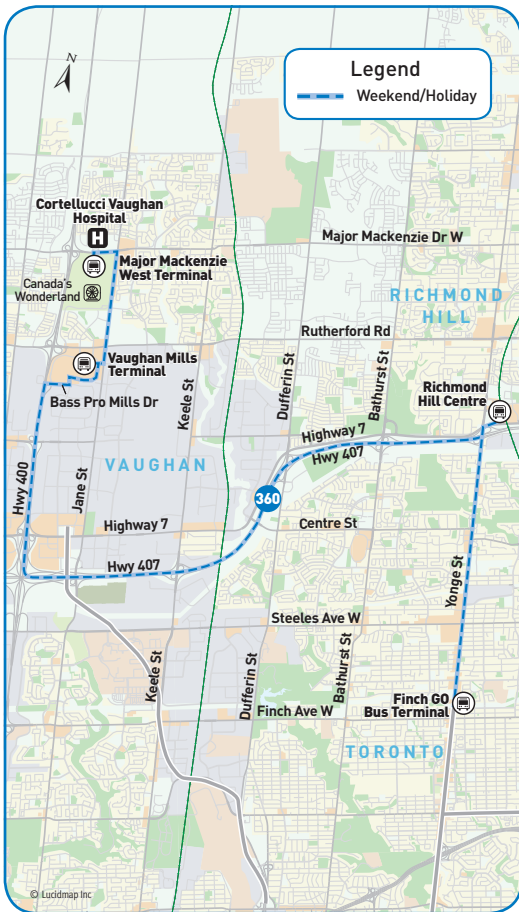 N
Legend
Weekend/Holiday
Cortellucci Vaughan
Hospital
H
Major Mackenzie
West Terminal
Major Mackenzie Dr W
Canada's
Wonderland
RICHMOND
HILL
Rutherford Rd
Vaughan Mills
Terminal
Bass Pro Mills Dr
Keele St
Dufferin St
Bathurst St
Richmond
Hill Centre
Highway 7
Hwy 407
VAUGHAN
Hwy 400
Jane St
360
Highway 7
Centre St
Hwy 407
Yonge St
Steeles Ave W
Keele St
Dufferin St
Bathurst St
Finch GO
Bus Terminal
Finch Ave W
TORONTO
© Lucidmap Inc